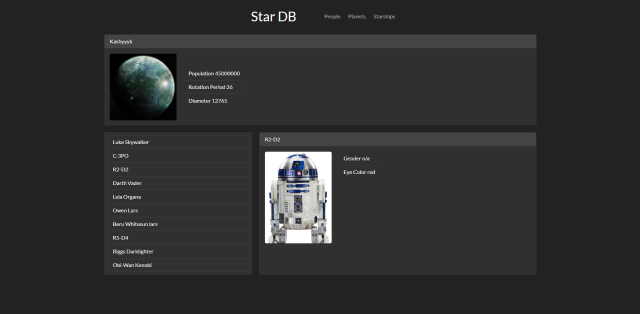 Star DB
People Planets Starships
Kashyyyk
Population 45000000
Rotation Period 26
Diameter 12765
Luke Skywalker
C-3PO
R2-D2
Darth Vader
Leia Organa
Owen Lars
Beru Whitesun lars
R5-D4
Biggs Darklighter
Obi-Wan Kenobi
R2-D2
Gender n/a
Eye Color red